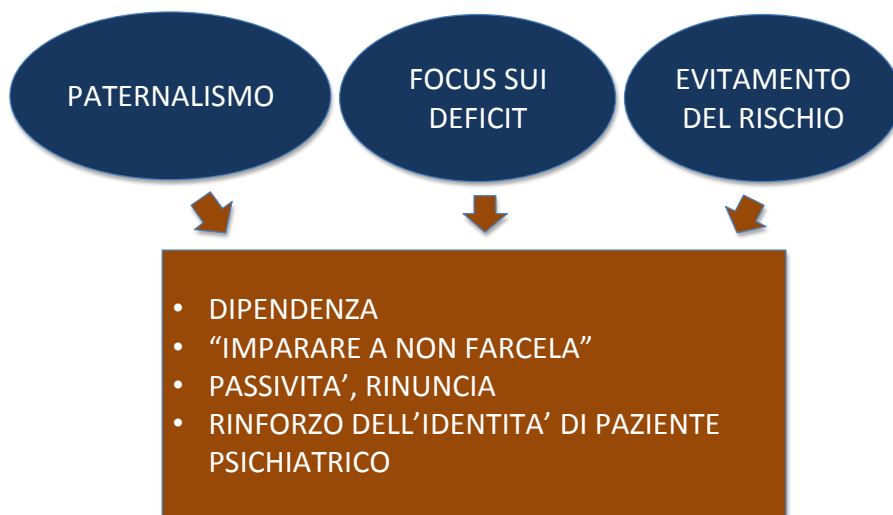 PATERNALISMO
FOCUS SUI
DEFICIT
EVITAMENTO
DEL RISCHIO
• DIPENDENZA
• “IMPARARE A NON FARCELA”
• PASSIVITA’, RINUNCIA
• RINFORZO DELL’IDENTITA’ DI PAZIENTE
PSICHIATRICO